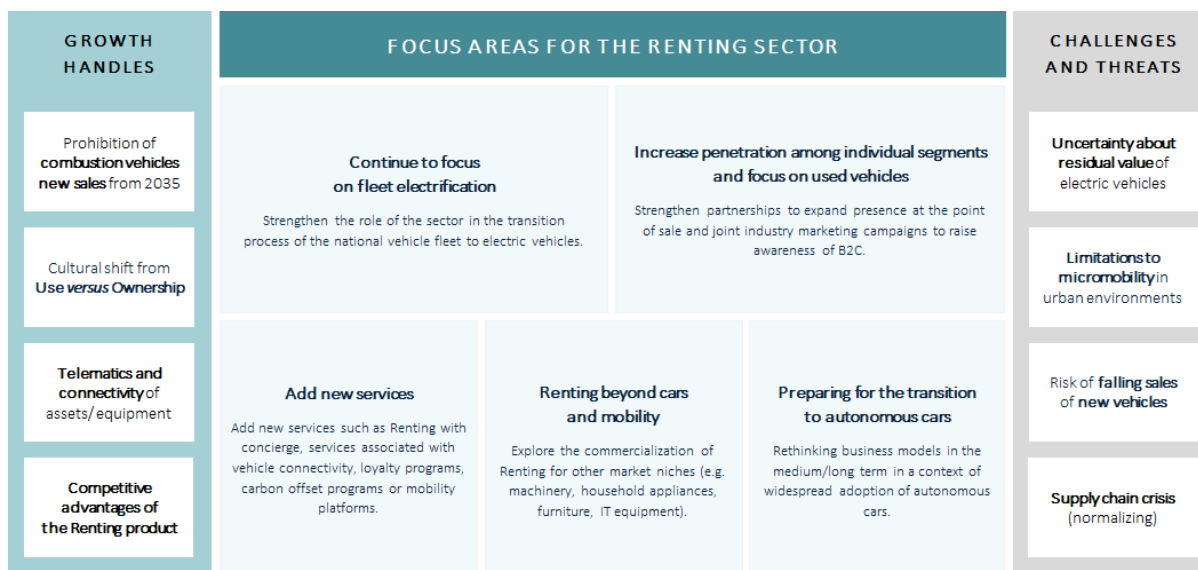 GROWTH
HANDLES
Prohibition of
combustion vehicles
new sales from 2035
Cultural shift from
Use versus Ownership
Telematics and
connectivity of
assets/ equipment
Competitive
advantages of
the Renting product
FOCUS AREAS FOR THE RENTING SECTOR
Continue to focus
on fleet electrification
Strengthen the role of the sector in the transition
process of the national vehicle fleet to electric vehicles.
Increase penetration among individual segments
and focus on used vehicles
Strengthen partnerships to expand presence at the point
of sale and joint industry marketing campaigns to raise
awareness of B2C.
Add new services
Add new services such as Renting with
concierge, services associated with
vehicle connectivity, loyalty programs,
carbon offset programs or mobility
platforms.
Renting beyond cars
and mobility
Explore the commercialization of
Renting for other market niches (e.g.
machinery, household appliances,
furniture, IT equipment).
Preparing for the transition
to autonomous cars
Rethinking business models in the
medium/long term in a context of
widespread adoption of autonomous
cars.
CHALLENGES
AND THREATS
Uncertainty about
residual value of
electric vehicles
Limitations to
micromobility in
urban environments
Risk of falling sales
of new vehicles
Supply chain crisis
(normalizing)